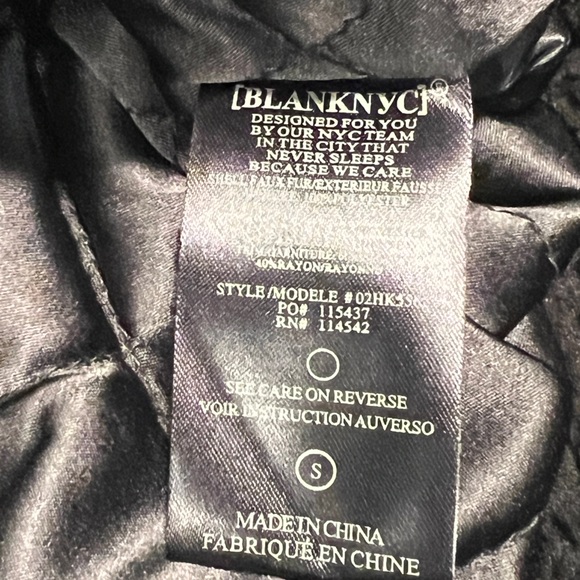 [BLANKNYC]®
DESIGNED FOR YOU
BY OUR NYC TEAM
IN THE CITY THAT
NEVER SLEEPS
BECAUSE WE CARE
SHELL FAUX FUR/EXTERIEUR FAUSSE
40%RAYON/RAYONNE
STYLE/MODELE #02HK55
PO# 115437
RN# 114542
SEE CARE ON REVERSE
VOIR INSTRUCTION AUVERSO
S
MADE IN CHINA
FABRIQUÉ EN CHINE